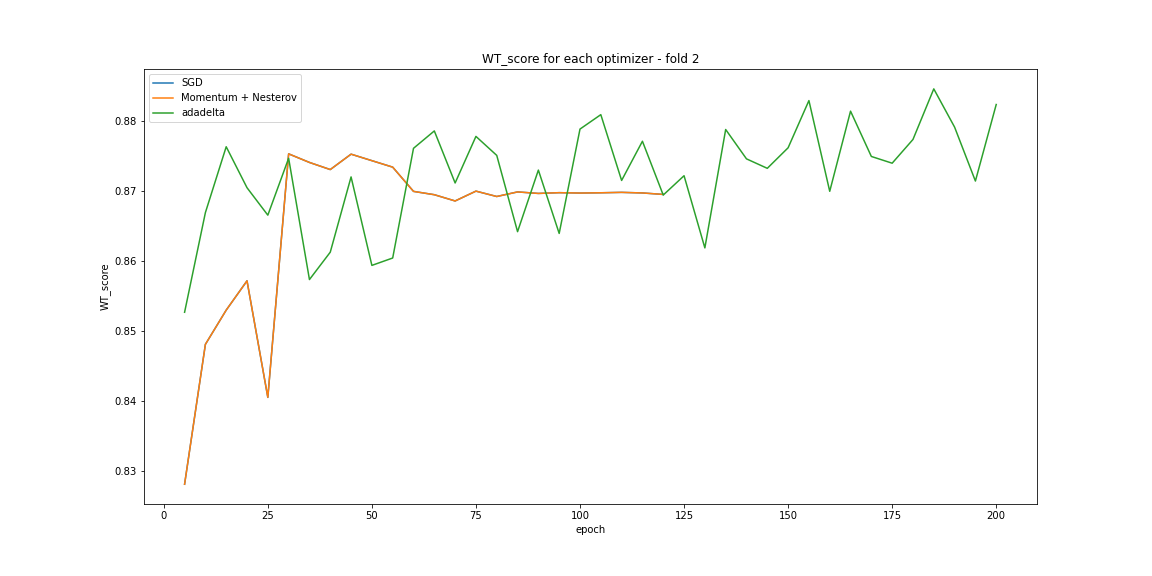 WT_score for each optimizer - fold 2
SGD
Momentum + Nesterov
adadelta
0.88
0.87
0.86
0.85
0.84
0.83
WT_score
0 25 50 75 100 125 150 175 200
epoch